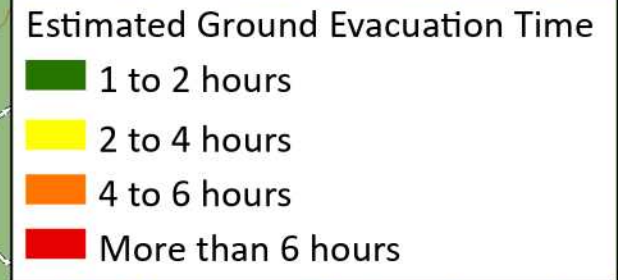 Estimated Ground Evacuation Time
1 to 2 hours
2 to 4 hours
4 to 6 hours
More than 6 hours